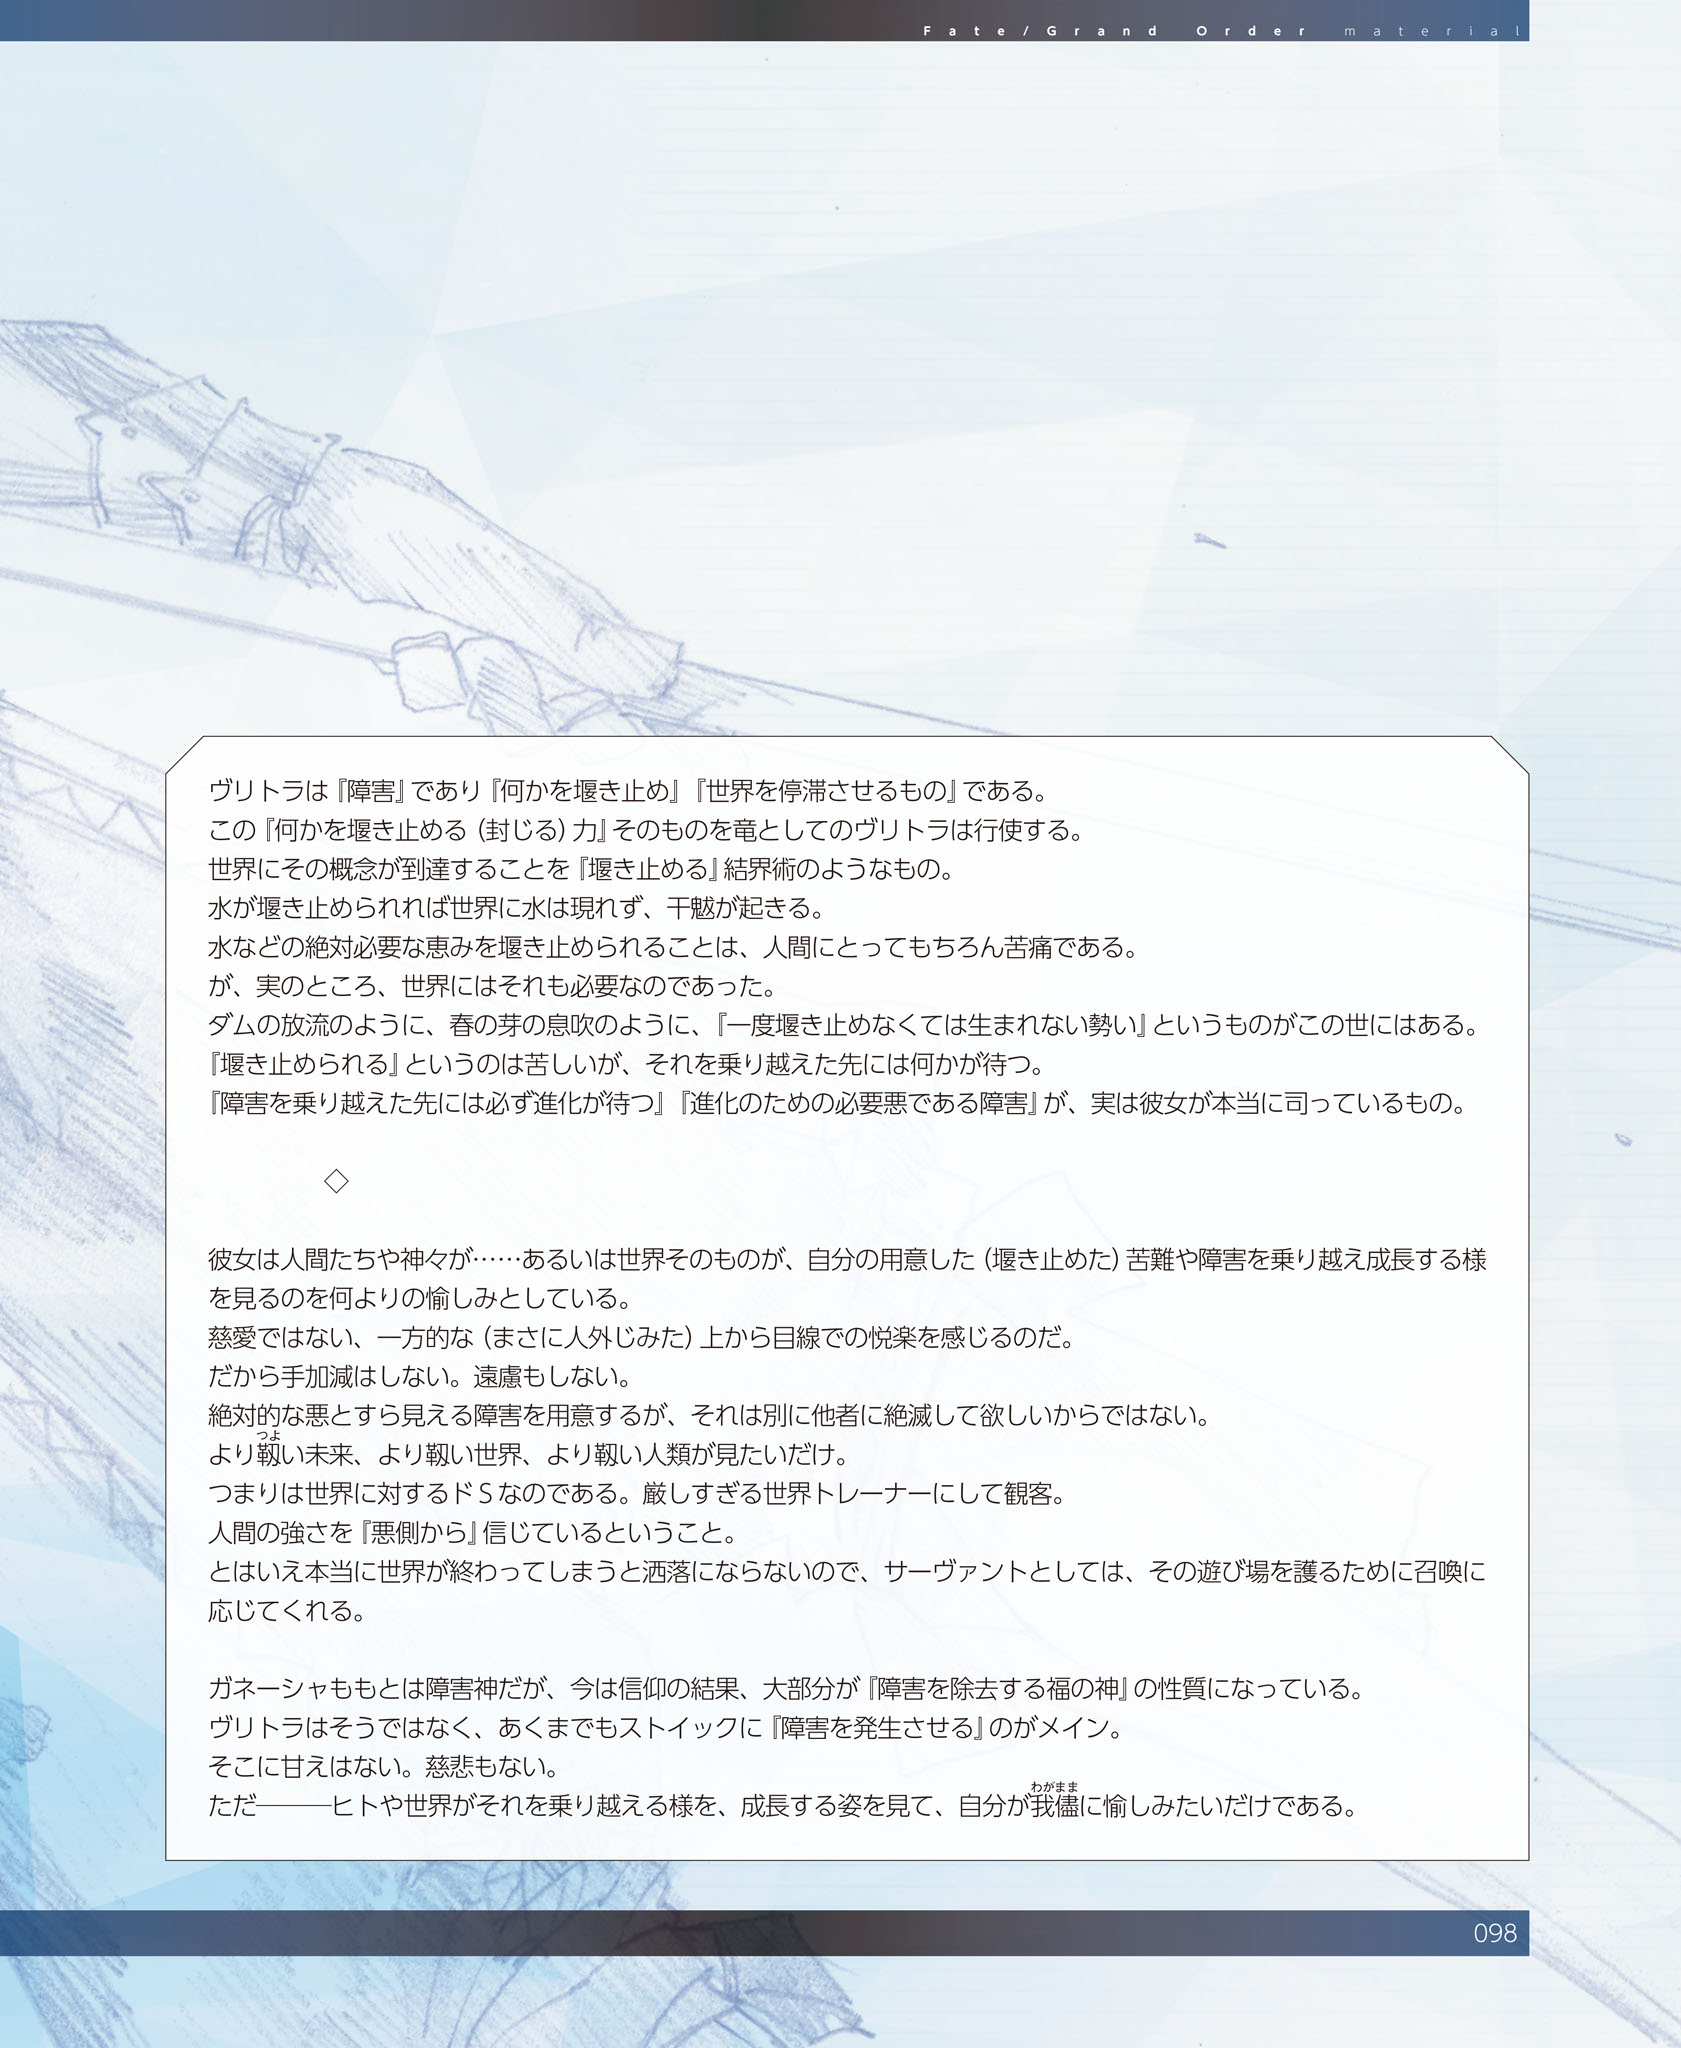 Fate/Grand Order material
ヴリトラは『障害』であり『何かを堰き止め』『世界を停滞させるもの』である。
この『何かを堰き止める（封じる）力』そのものを竜としてのヴリトラは行使する。
世界にその概念が到達することを『堰き止める』結界術のようなもの。
水が堰き止められれば世界に水は現れず、干魃が起きる。
水などの絶対必要な恵みを堰き止められることは、人間にとってもちろん苦痛である。
が、実のところ、世界にはそれも必要なのであった。
ダムの放流のように、春の芽の息吹のように、『一度堰き止めなくては生まれない勢い』というものがこの世にはある。
『堰き止められる』というのは苦しいが、それを乗り越えた先には何かが待つ。
『障害を乗り越えた先には必ず進化が待つ』『進化のための必要悪である障害』が、実は彼女が本当に司っているもの。
◇
彼女は人間たちや神々が……あるいは世界そのものが、自分の用意した（堰き止めた）苦難や障害を乗り越え成長する様
を見るのを何よりの愉しみとしている。
慈愛ではない、一方的な（まさに人外じみた）上から目線での悦楽を感じるのだ。
だから手加減はしない。遠慮もしない。
絶対的な悪とすら見える障害を用意するが、それは別に他者に絶滅して欲しいからではない。
つよ
より靱い未来、より靱い世界、より靱い人類が見たいだけ。
つまりは世界に対するドＳなのである。厳しすぎる世界トレーナーにして観客。
人間の強さを『悪側から』信じているということ。
とはいえ本当に世界が終わってしまうと洒落にならないので、サーヴァントとしては、その遊び場を護るために召喚に
応じてくれる。
ガネーシャももとは障害神だが、今は信仰の結果、大部分が『障害を除去する福の神』の性質になっている。
ヴリトラはそうではなく、あくまでもストイックに『障害を発生させる』のがメイン。
そこに甘えはない。慈悲もない。
わがまま
ただ―――ヒトや世界がそれを乗り越える様を、成長する姿を見て、自分が我儘に愉しみたいだけである。
098